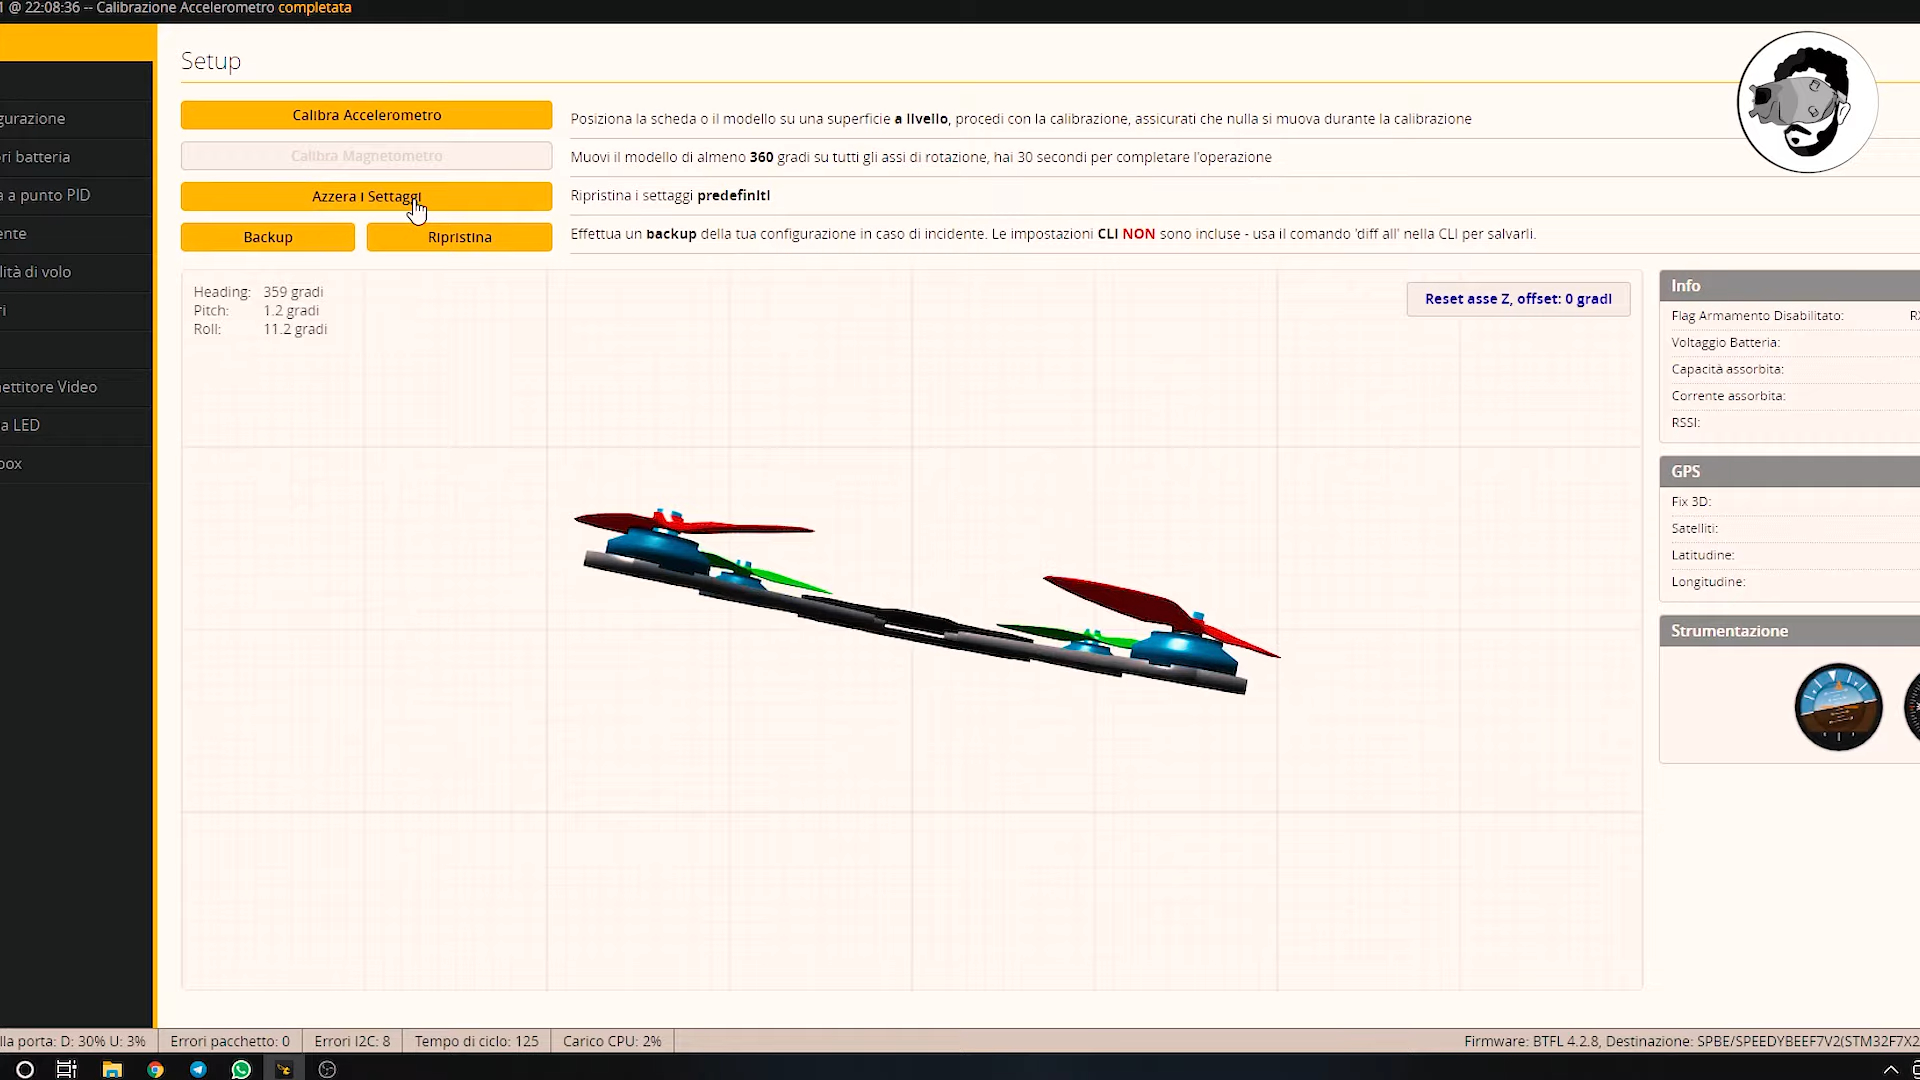 1 @ 22:08:36 -- Calibrazione Accelerometro completata
Setup
gurazione
ri batteria
a a punto PID
ente
lità di volo
ri
ettitore Video
a LED
box
Calibra Accelerometro
Posiziona la scheda o il modello su una superficie a livello, procedi con la calibrazione, assicurati che nulla si muova durante la calibrazione
Calibra Magnetometro
Muovi il modello di almeno 360 gradi su tutti gli assi di rotazione, hai 30 secondi per completare l'operazione
Azzera i Settaggi
Ripristina i settaggi predefiniti
Backup
Ripristina
Effettua un backup della tua configurazione in caso di incidente. Le impostazioni CLI NON sono incluse - usa il comando 'diff all' nella CLI per salvarli.
Heading: 359 gradi
Pitch: 1.2 gradi
Roll: 11.2 gradi
Reset asse Z, offset: 0 gradi
Info
Flag Armamento Disabilitato: RX
Voltaggio Batteria:
Capacità assorbita:
Corrente assorbita:
RSSI:
GPS
Fix 3D:
Satelliti:
Latitudine:
Longitudine:
Strumentazione
lla porta: D: 30% U: 3%
Errori pacchetto: 0
Errori I2C: 8
Tempo di ciclo: 125
Carico CPU: 2%
Firmware: BTFL 4.2.8, Destinazione: SPBE/SPEEDYBEEF7V2(STM32F7X2